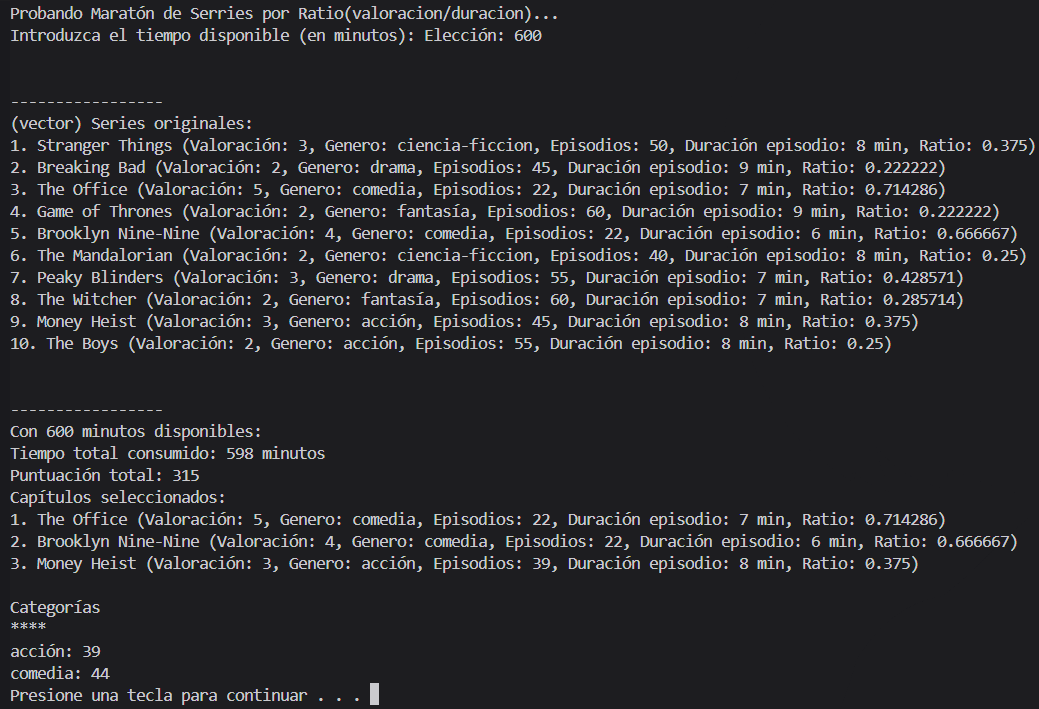 Probando Maratón de Serries por Ratio(valoracion/duracion)...
Introduzca el tiempo disponible (en minutos): Elección: 600
-----------------
(vector) Series originales:
1. Stranger Things (Valoración: 3, Genero: ciencia-ficcion, Episodios: 50, Duración episodio: 8 min, Ratio: 0.375)
2. Breaking Bad (Valoración: 2, Genero: drama, Episodios: 45, Duración episodio: 9 min, Ratio: 0.222222)
3. The Office (Valoración: 5, Genero: comedia, Episodios: 22, Duración episodio: 7 min, Ratio: 0.714286)
4. Game of Thrones (Valoración: 2, Genero: fantasía, Episodios: 60, Duración episodio: 9 min, Ratio: 0.222222)
5. Brooklyn Nine-Nine (Valoración: 4, Genero: comedia, Episodios: 22, Duración episodio: 6 min, Ratio: 0.666667)
6. The Mandalorian (Valoración: 2, Genero: ciencia-ficcion, Episodios: 40, Duración episodio: 8 min, Ratio: 0.25)
7. Peaky Blinders (Valoración: 3, Genero: drama, Episodios: 55, Duración episodio: 7 min, Ratio: 0.428571)
8. The Witcher (Valoración: 2, Genero: fantasía, Episodios: 60, Duración episodio: 7 min, Ratio: 0.285714)
9. Money Heist (Valoración: 3, Genero: acción, Episodios: 45, Duración episodio: 8 min, Ratio: 0.375)
10. The Boys (Valoración: 2, Genero: acción, Episodios: 55, Duración episodio: 8 min, Ratio: 0.25)
-----------------
Con 600 minutos disponibles:
Tiempo total consumido: 598 minutos
Puntuación total: 315
Capítulos seleccionados:
1. The Office (Valoración: 5, Genero: comedia, Episodios: 22, Duración episodio: 7 min, Ratio: 0.714286)
2. Brooklyn Nine-Nine (Valoración: 4, Genero: comedia, Episodios: 22, Duración episodio: 6 min, Ratio: 0.666667)
3. Money Heist (Valoración: 3, Genero: acción, Episodios: 39, Duración episodio: 8 min, Ratio: 0.375)
Categorías
****
acción: 39
comedia: 44
Presione una tecla para continuar . . .